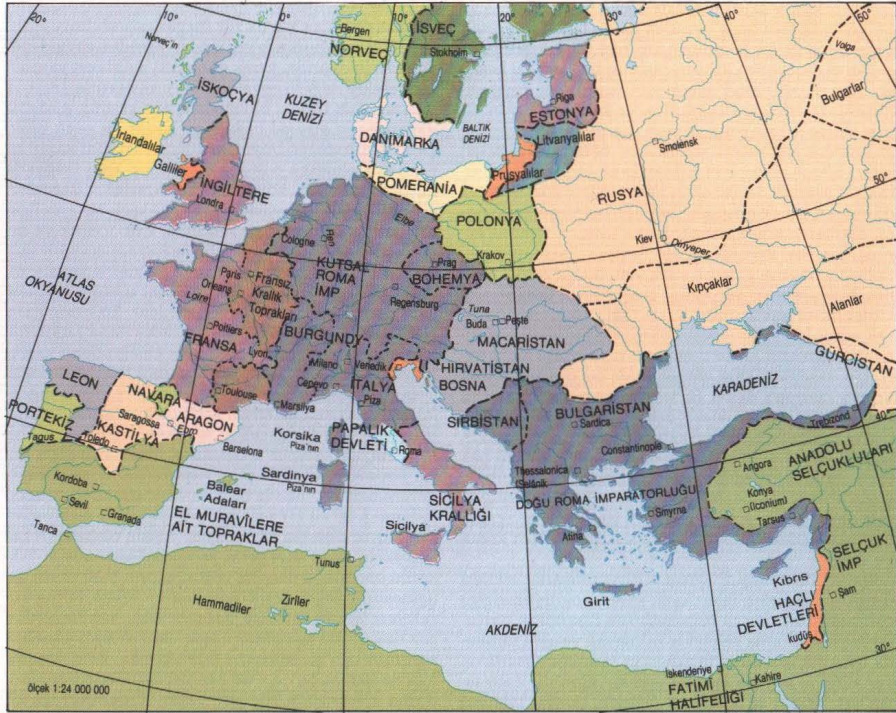 20°
10°
0°
10°
20°
30°
40°
50°
Norveç'in
Bergen
NORVEÇ
İSVEÇ
Stokholm
Volga
Bulgarlar
İSKOÇYA
KUZEY
DENİZİ
BALTIK
DENİZİ
Riga
ESTONYA
Litvanyalılar
Smolensk
DANİMARKA
İrlandalılar
Galliler
İNGİLTERE
Londra
POMERANİA
Prusyalılar
RUSYA
50°
POLONYA
Elbe
Ren
Cologne
KUTSAL
ROMA
İMP
Prag
Krakov
BOHEMYA
Kiev
Dinyeper
Kıpçaklar
Alanlar
ATLAS
OKYANUSU
Paris
Orleans
Loire
Fransız
Krallık
Toprakları
Regensburg
Tuna
Buda
Peşte
MACARİSTAN
Poitiers
FRANSA
Lyon
BURGUNDY
Milano
Venedik
HIRVATİSTAN
BOSNA
GÜRCİSTAN
KARADENİZ
LEON
NAVARA
Toulouse
Cenevo
İTALYA
Piza
Marsilya
SIRBİSTAN
BULGARİSTAN
Sardica
PORTEKİZ
Tagus
KASTİLYA
Toledo
Saragossa
Ebro
ARAGON
Barselona
Korsika
Piza'nın
PAPALIK
DEVLETİ
Roma
Constantinople
Trebizond
40°
Sardinya
Piza'nın
Thessalonica
(Selânik
DOĞU ROMA İMPARATORLUĞU
Angora
ANADOLU
SELÇUKLULARI
Konya
(Iconium)
Kordoba
Sevil
Granada
Balear
Adaları
EL MURAVİLERE
AİT TOPRAKLAR
SİCİLYA
KRALLIĞI
Sicilya
Smyrna
Atina
Tarsus
SELÇUK
İMP
Tanca
Tunus
Kıbrıs
HAÇLI
DEVLETLERİ
Şam
Hammadiler
Zirîler
Girit
AKDENİZ
kudüs
30°
ölçek 1:24 000 000
İskenderiye
FATIMİ
HALİFELİĞİ
Kahire